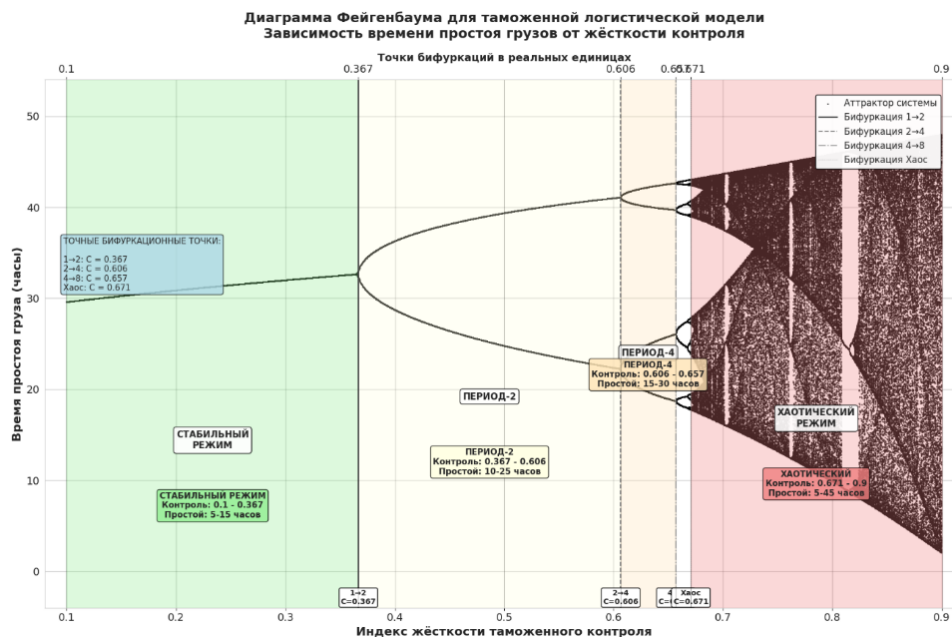 Диаграмма Фейгенбаума для таможенной логистической модели
Зависимость времени простоя грузов от жёсткости контроля
Точки бифуркаций в реальных единицах
0.1 0.367 0.606 0.657 0.671 0.9
Аттрактор системы
Бифуркация 1→2
Бифуркация 2→4
Бифуркация 4→8
Бифуркация Хаос
Время простоя груза (часы)
50
40
30
20
10
0
ТОЧНЫЕ БИФУРКАЦИОННЫЕ ТОЧКИ:
1→2: C = 0.367
2→4: C = 0.606
4→8: C = 0.657
Хаос: C = 0.671
ПЕРИОД-4
ПЕРИОД-4
Контроль: 0.606 - 0.657
Простой: 15-30 часов
ПЕРИОД-2
ХАОТИЧЕСКИЙ
РЕЖИМ
СТАБИЛЬНЫЙ
РЕЖИМ
ПЕРИОД-2
Контроль: 0.367 - 0.606
Простой: 10-25 часов
ХАОТИЧЕСКИЙ
Контроль: 0.671 - 0.9
Простой: 5-45 часов
СТАБИЛЬНЫЙ РЕЖИМ
Контроль: 0.1 - 0.367
Простой: 5-15 часов
1→2
C=0.367
2→4
C=0.606
4
C=
Хаос
C=0.671
0.1 0.2 0.3 0.4 0.5 0.6 0.7 0.8 0.9
Индекс жёсткости таможенного контроля